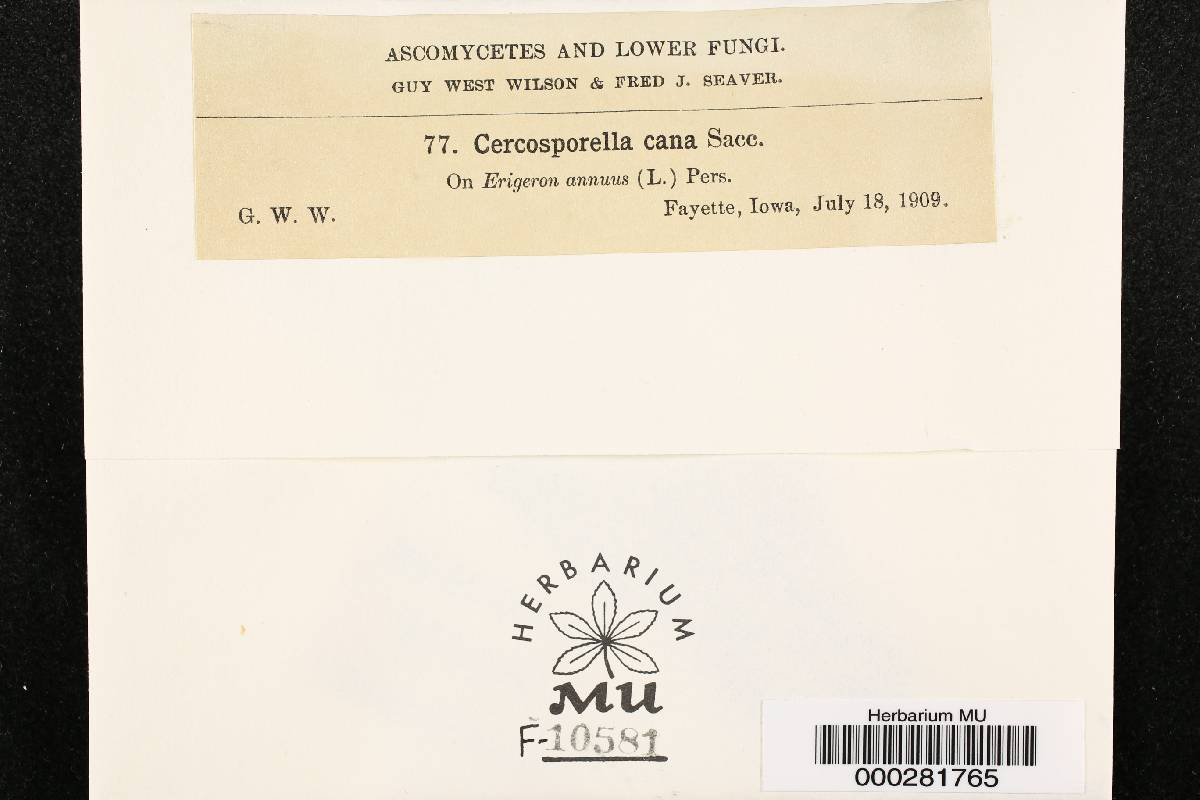 ASCOMYCETES AND LOWER FUNGI.
GUY WEST WILSON & FRED J. SEAVER.
77. Cercosporella cana Sacc.
On Erigeron annuus (L.) Pers.
G. W. W.
Fayette, Iowa, July 18, 1909.
HERBARIUM
MU
F-10581
Herbarium MU
000281765